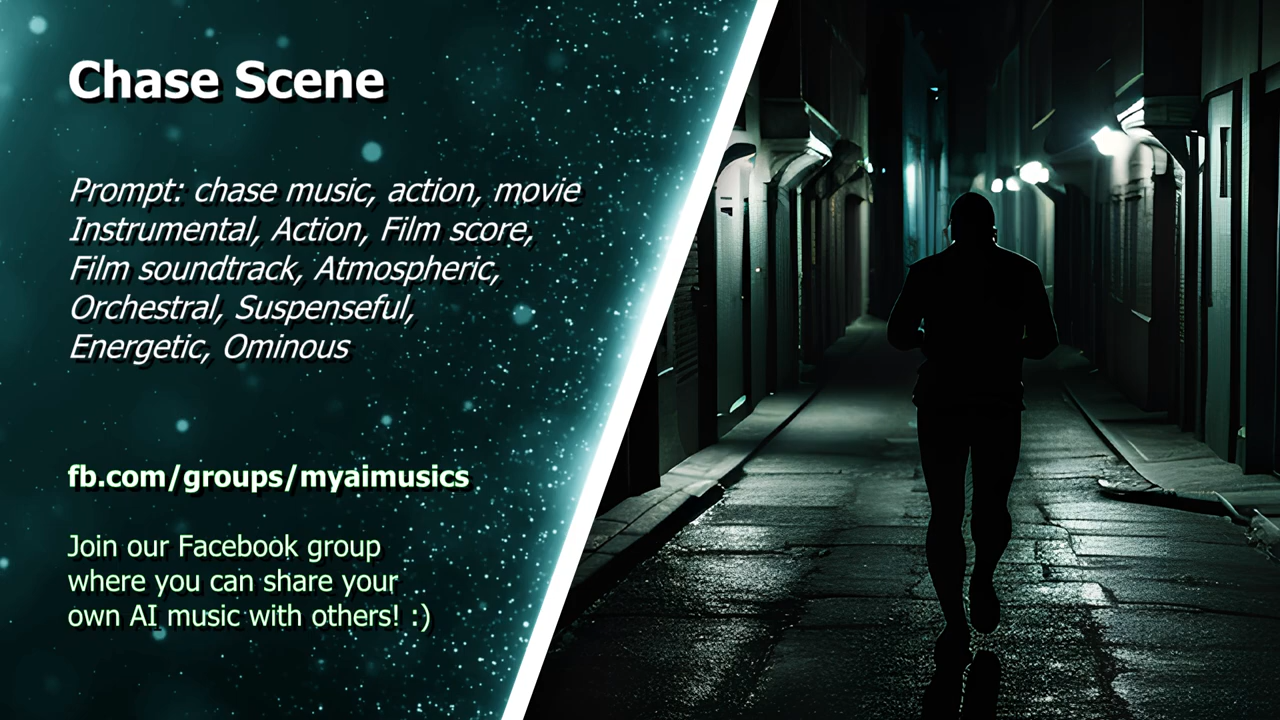 Chase Scene
Prompt: chase music, action, movie
Instrumental, Action, Film score,
Film soundtrack, Atmospheric,
Orchestral, Suspenseful,
Energetic, Ominous
fb.com/groups/myaimusics
Join our Facebook group
where you can share your
own AI music with others! :)